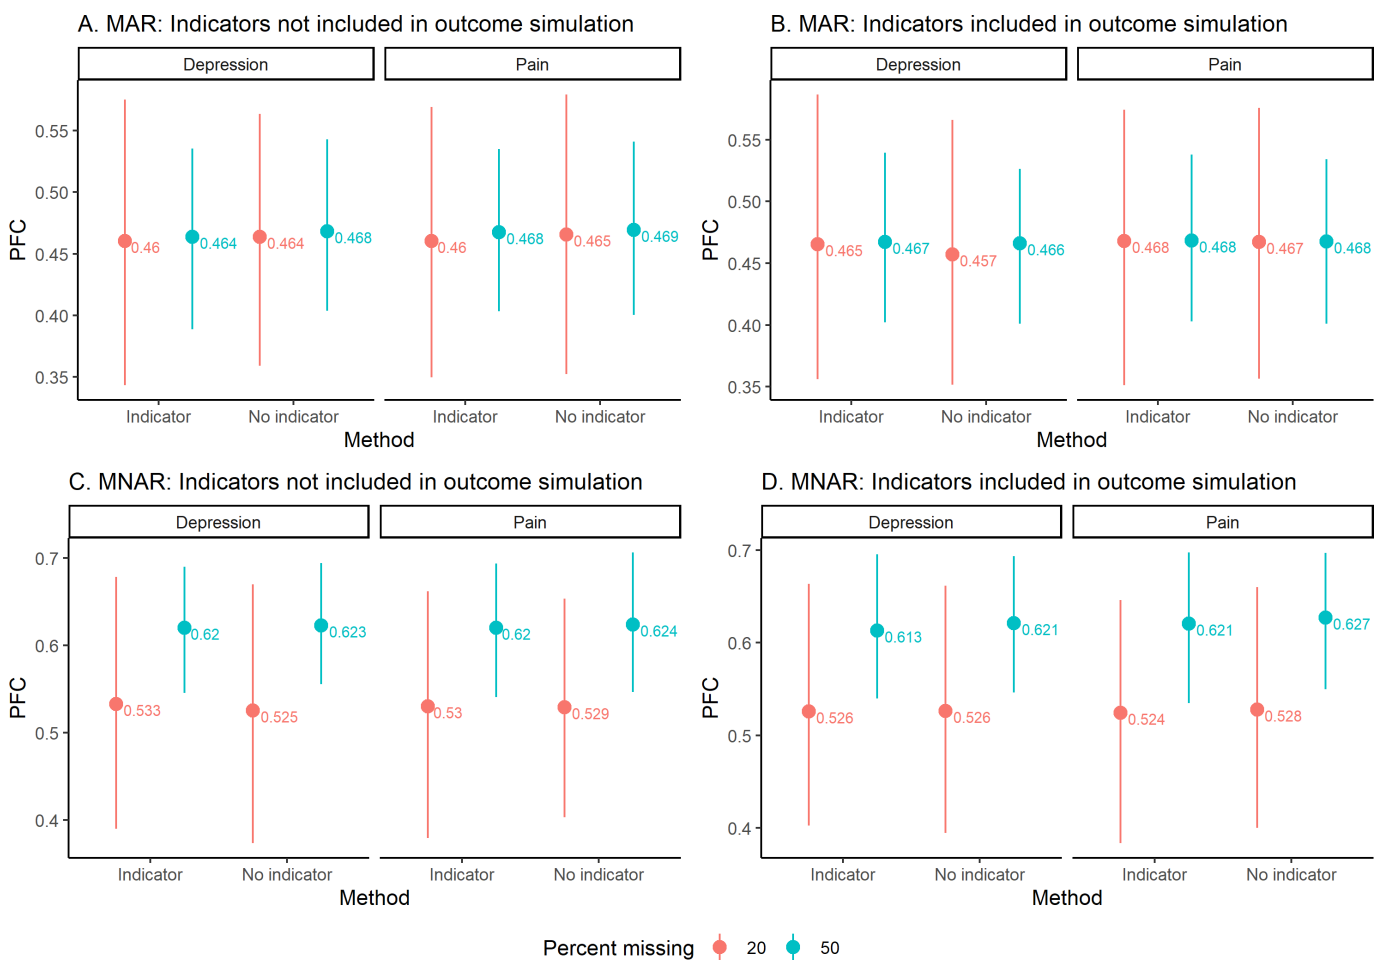 A. MAR: Indicators not included in outcome simulation
Depression
Pain
PFC
0.55
0.50
0.45
0.40
0.35
0.46
0.464
0.464
0.468
0.46
0.468
0.465
0.469
Indicator
No indicator
Indicator
No indicator
Method
B. MAR: Indicators included in outcome simulation
Depression
Pain
PFC
0.55
0.50
0.45
0.40
0.35
0.465
0.467
0.457
0.466
0.468
0.468
0.467
0.468
Indicator
No indicator
Indicator
No indicator
Method
C. MNAR: Indicators not included in outcome simulation
Depression
Pain
PFC
0.7
0.6
0.5
0.4
0.533
0.62
0.525
0.623
0.53
0.62
0.529
0.624
Indicator
No indicator
Indicator
No indicator
Method
D. MNAR: Indicators included in outcome simulation
Depression
Pain
PFC
0.7
0.6
0.5
0.4
0.526
0.613
0.526
0.621
0.524
0.621
0.528
0.627
Indicator
No indicator
Indicator
No indicator
Method
Percent missing 20 50